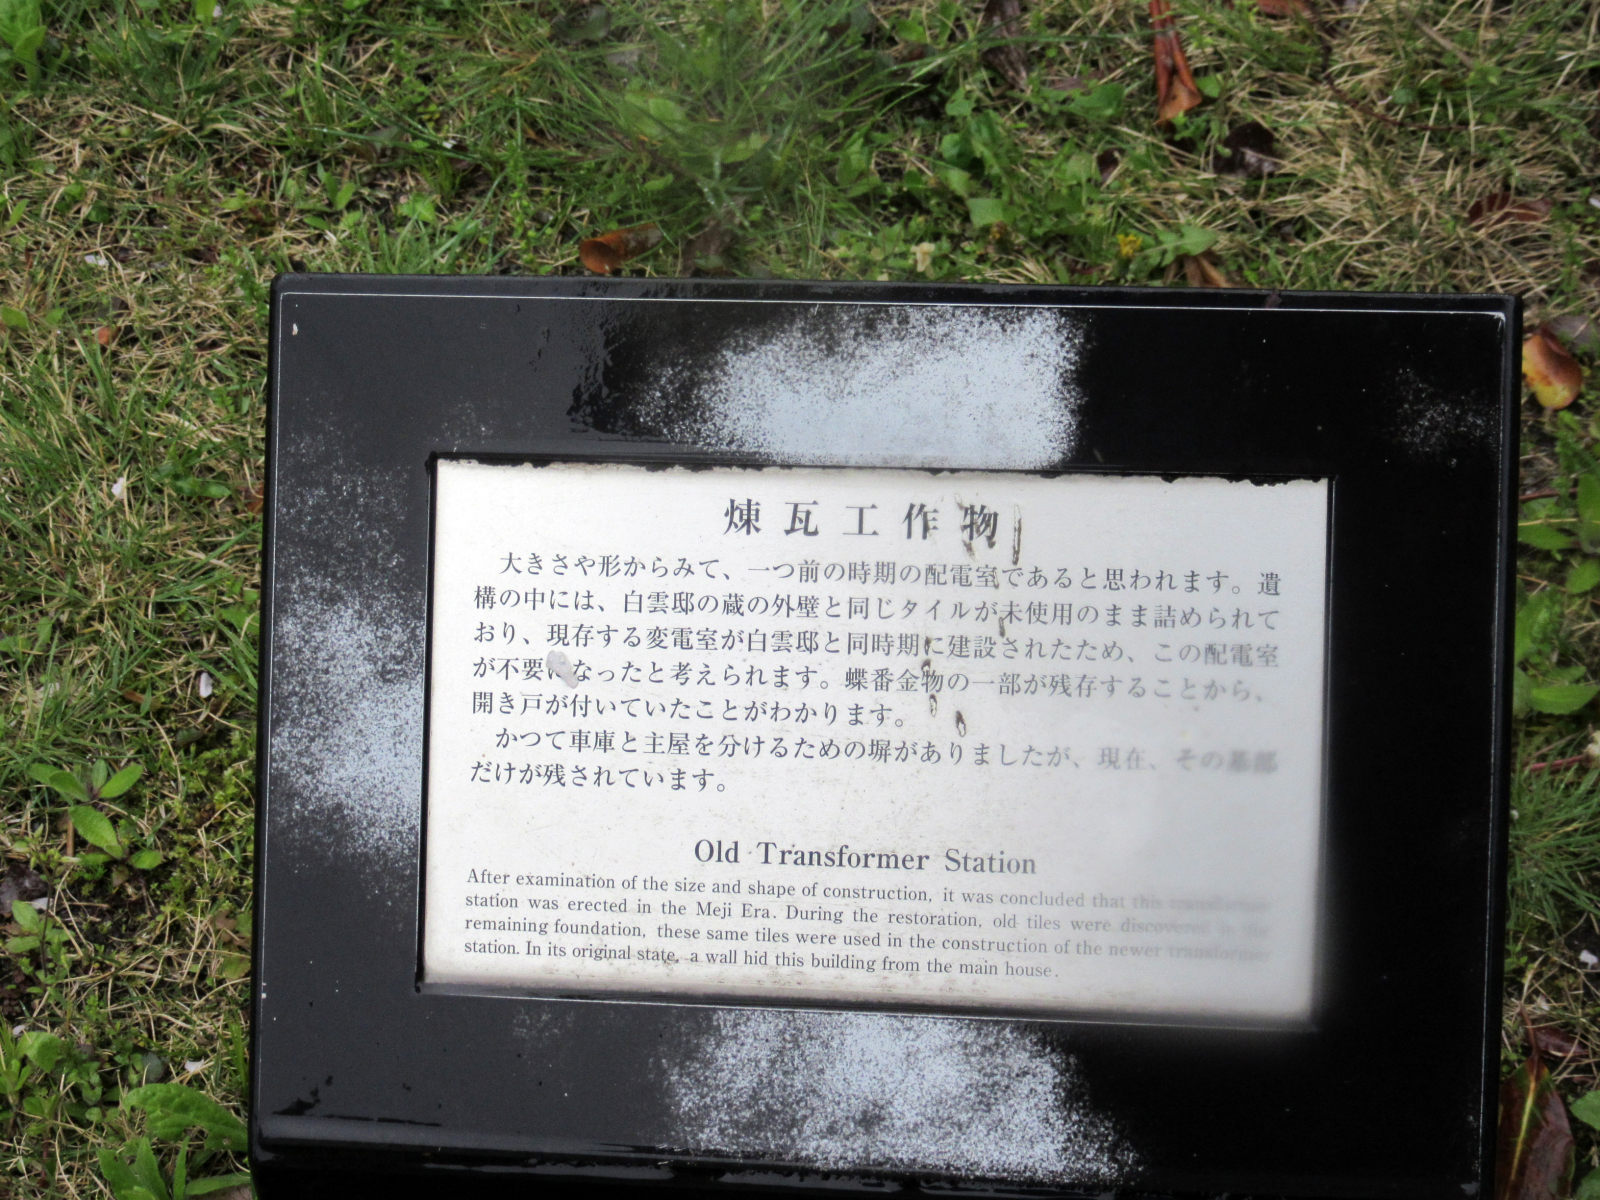 煉瓦工作物
大きさや形からみて、一つ前の時期の配電室であると思われます。遺
構の中には、白雲邸の蔵の外壁と同じタイルが未使用のまま詰められて
おり、現存する変電室が白雲邸と同時期に建設されたため、この配電室
が不要になったと考えられます。蝶番金物の一部が残存することから、
開き戸が付いていたことがわかります。
かつて車庫と主屋を分けるための塀がありましたが、現在、その基部
だけが残されています。
Old Transformer Station
After examination of the size and shape of construction, it was concluded that this transformer
station was erected in the Meji Era. During the restoration, old tiles were discovered in the
remaining foundation, these same tiles were used in the construction of the newer transformer
station. In its original state, a wall hid this building from the main house.